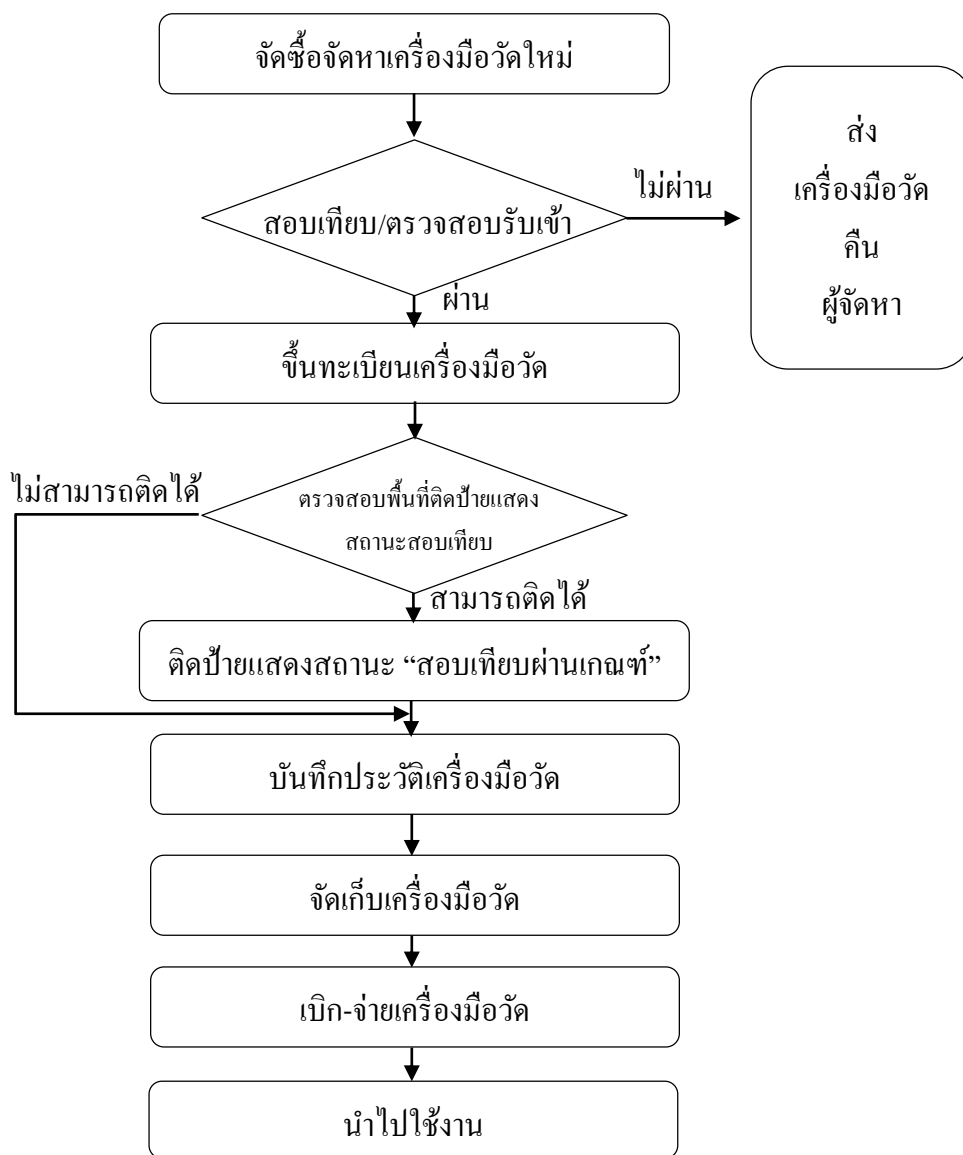 จัดซื้อจัดหาเครื่องมือวัดใหม่
สอบเทียบ/ตรวจสอบรับเข้า
ไม่ผ่าน
ส่ง
เครื่องมือวัด
คืน
ผู้จัดหา
ผ่าน
ขึ้นทะเบียนเครื่องมือวัด
ไม่สามารถติดได้
ตรวจสอบพื้นที่ติดป้ายแสดง
สถานะสอบเทียบ
สามารถติดได้
ติดป้ายแสดงสถานะ “สอบเทียบผ่านเกณฑ์”
บันทึกประวัติเครื่องมือวัด
จัดเก็บเครื่องมือวัด
เบิก-จ่ายเครื่องมือวัด
นำไปใช้งาน